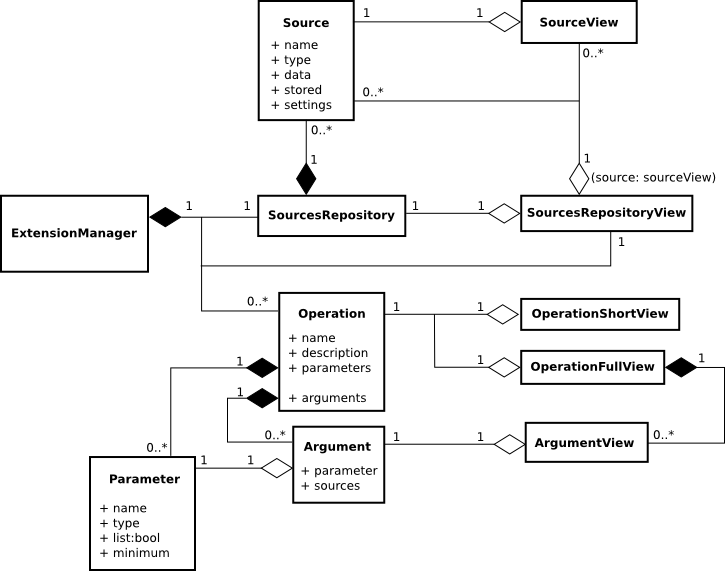 Source
+ name
+ type
+ data
+ stored
+ settings
1
1
SourceView
0..*
0..*
0..*
1
1
(source: sourceView)
ExtensionManager
1
1
SourcesRepository
1
1
SourcesRepositoryView
1
0..*
Operation
+ name
+ description
+ parameters
+ arguments
1
1
OperationShortView
1
OperationFullView
1
1
1
0..*
0..*
Argument
+ parameter
+ sources
1
1
ArgumentView
0..*
Parameter
+ name
+ type
+ list:bool
+ minimum
1
1